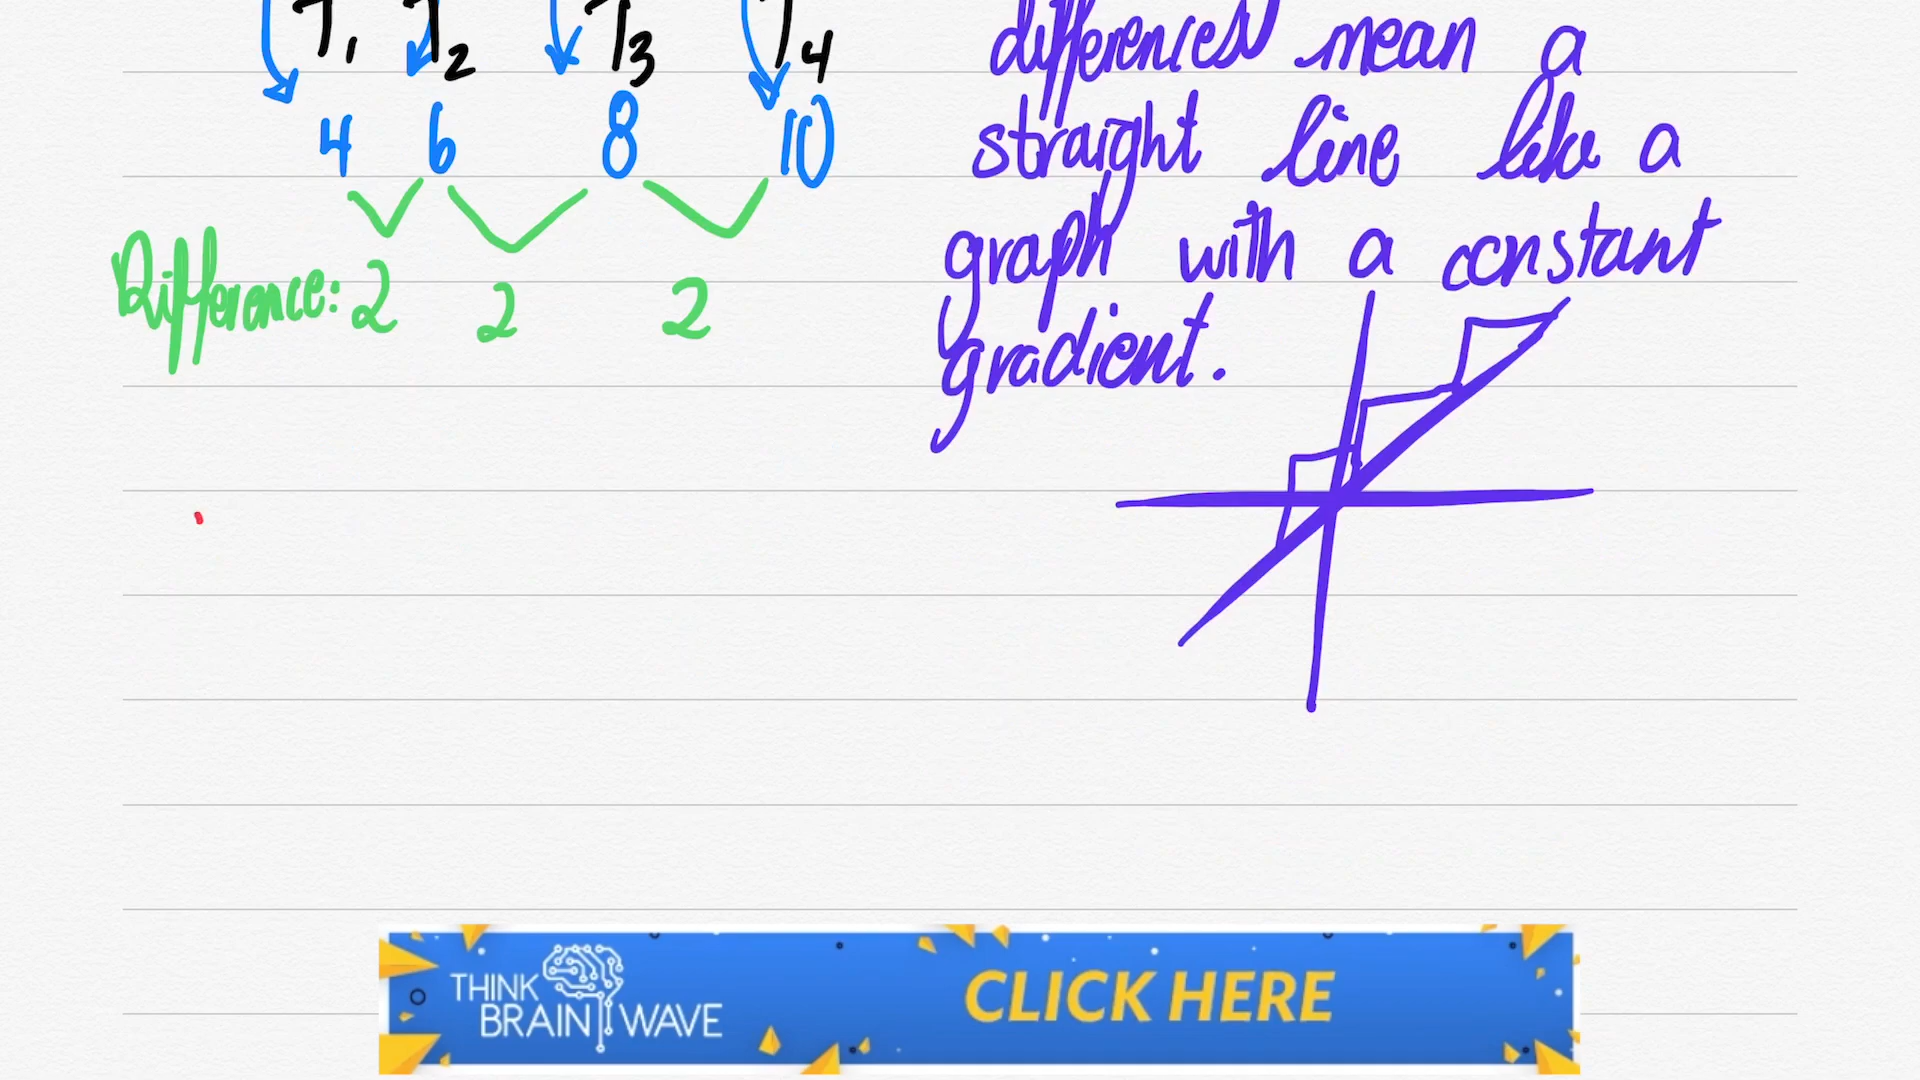 T1 T2 T3 T4
4 6 8 10
Difference: 2 2 2
differences mean a
straight line like a
graph with a constant
gradient.
THINK
BRAIN WAVE
CLICK HERE